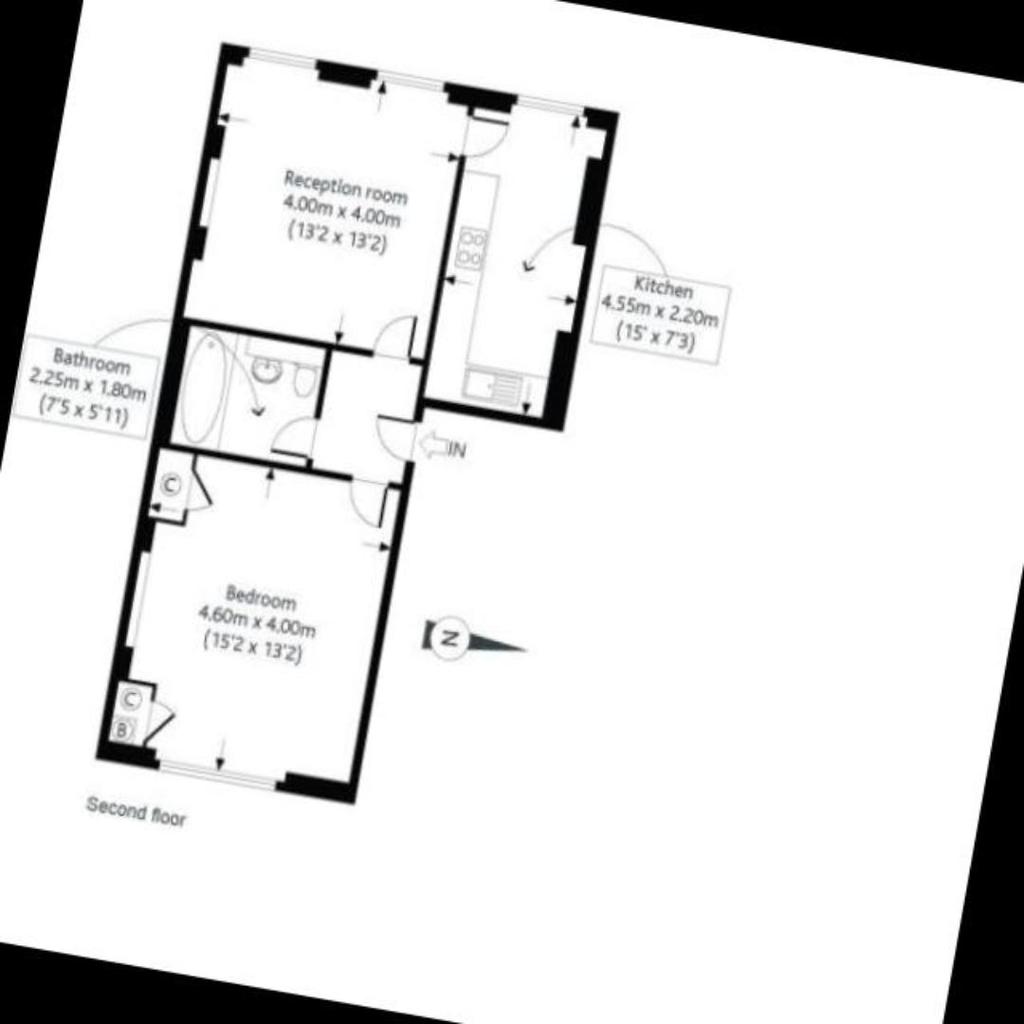 Reception room
4.00m x 4.00m
(13'2 x 13'2)
Kitchen
4.55m x 2.20m
(15' x 7'3)
Bathroom
2.25m x 1.80m
(7'5 x 5'11)
IN
C
Bedroom
4.60m x 4.00m
(15'2 x 13'2)
N
C
B
Second floor